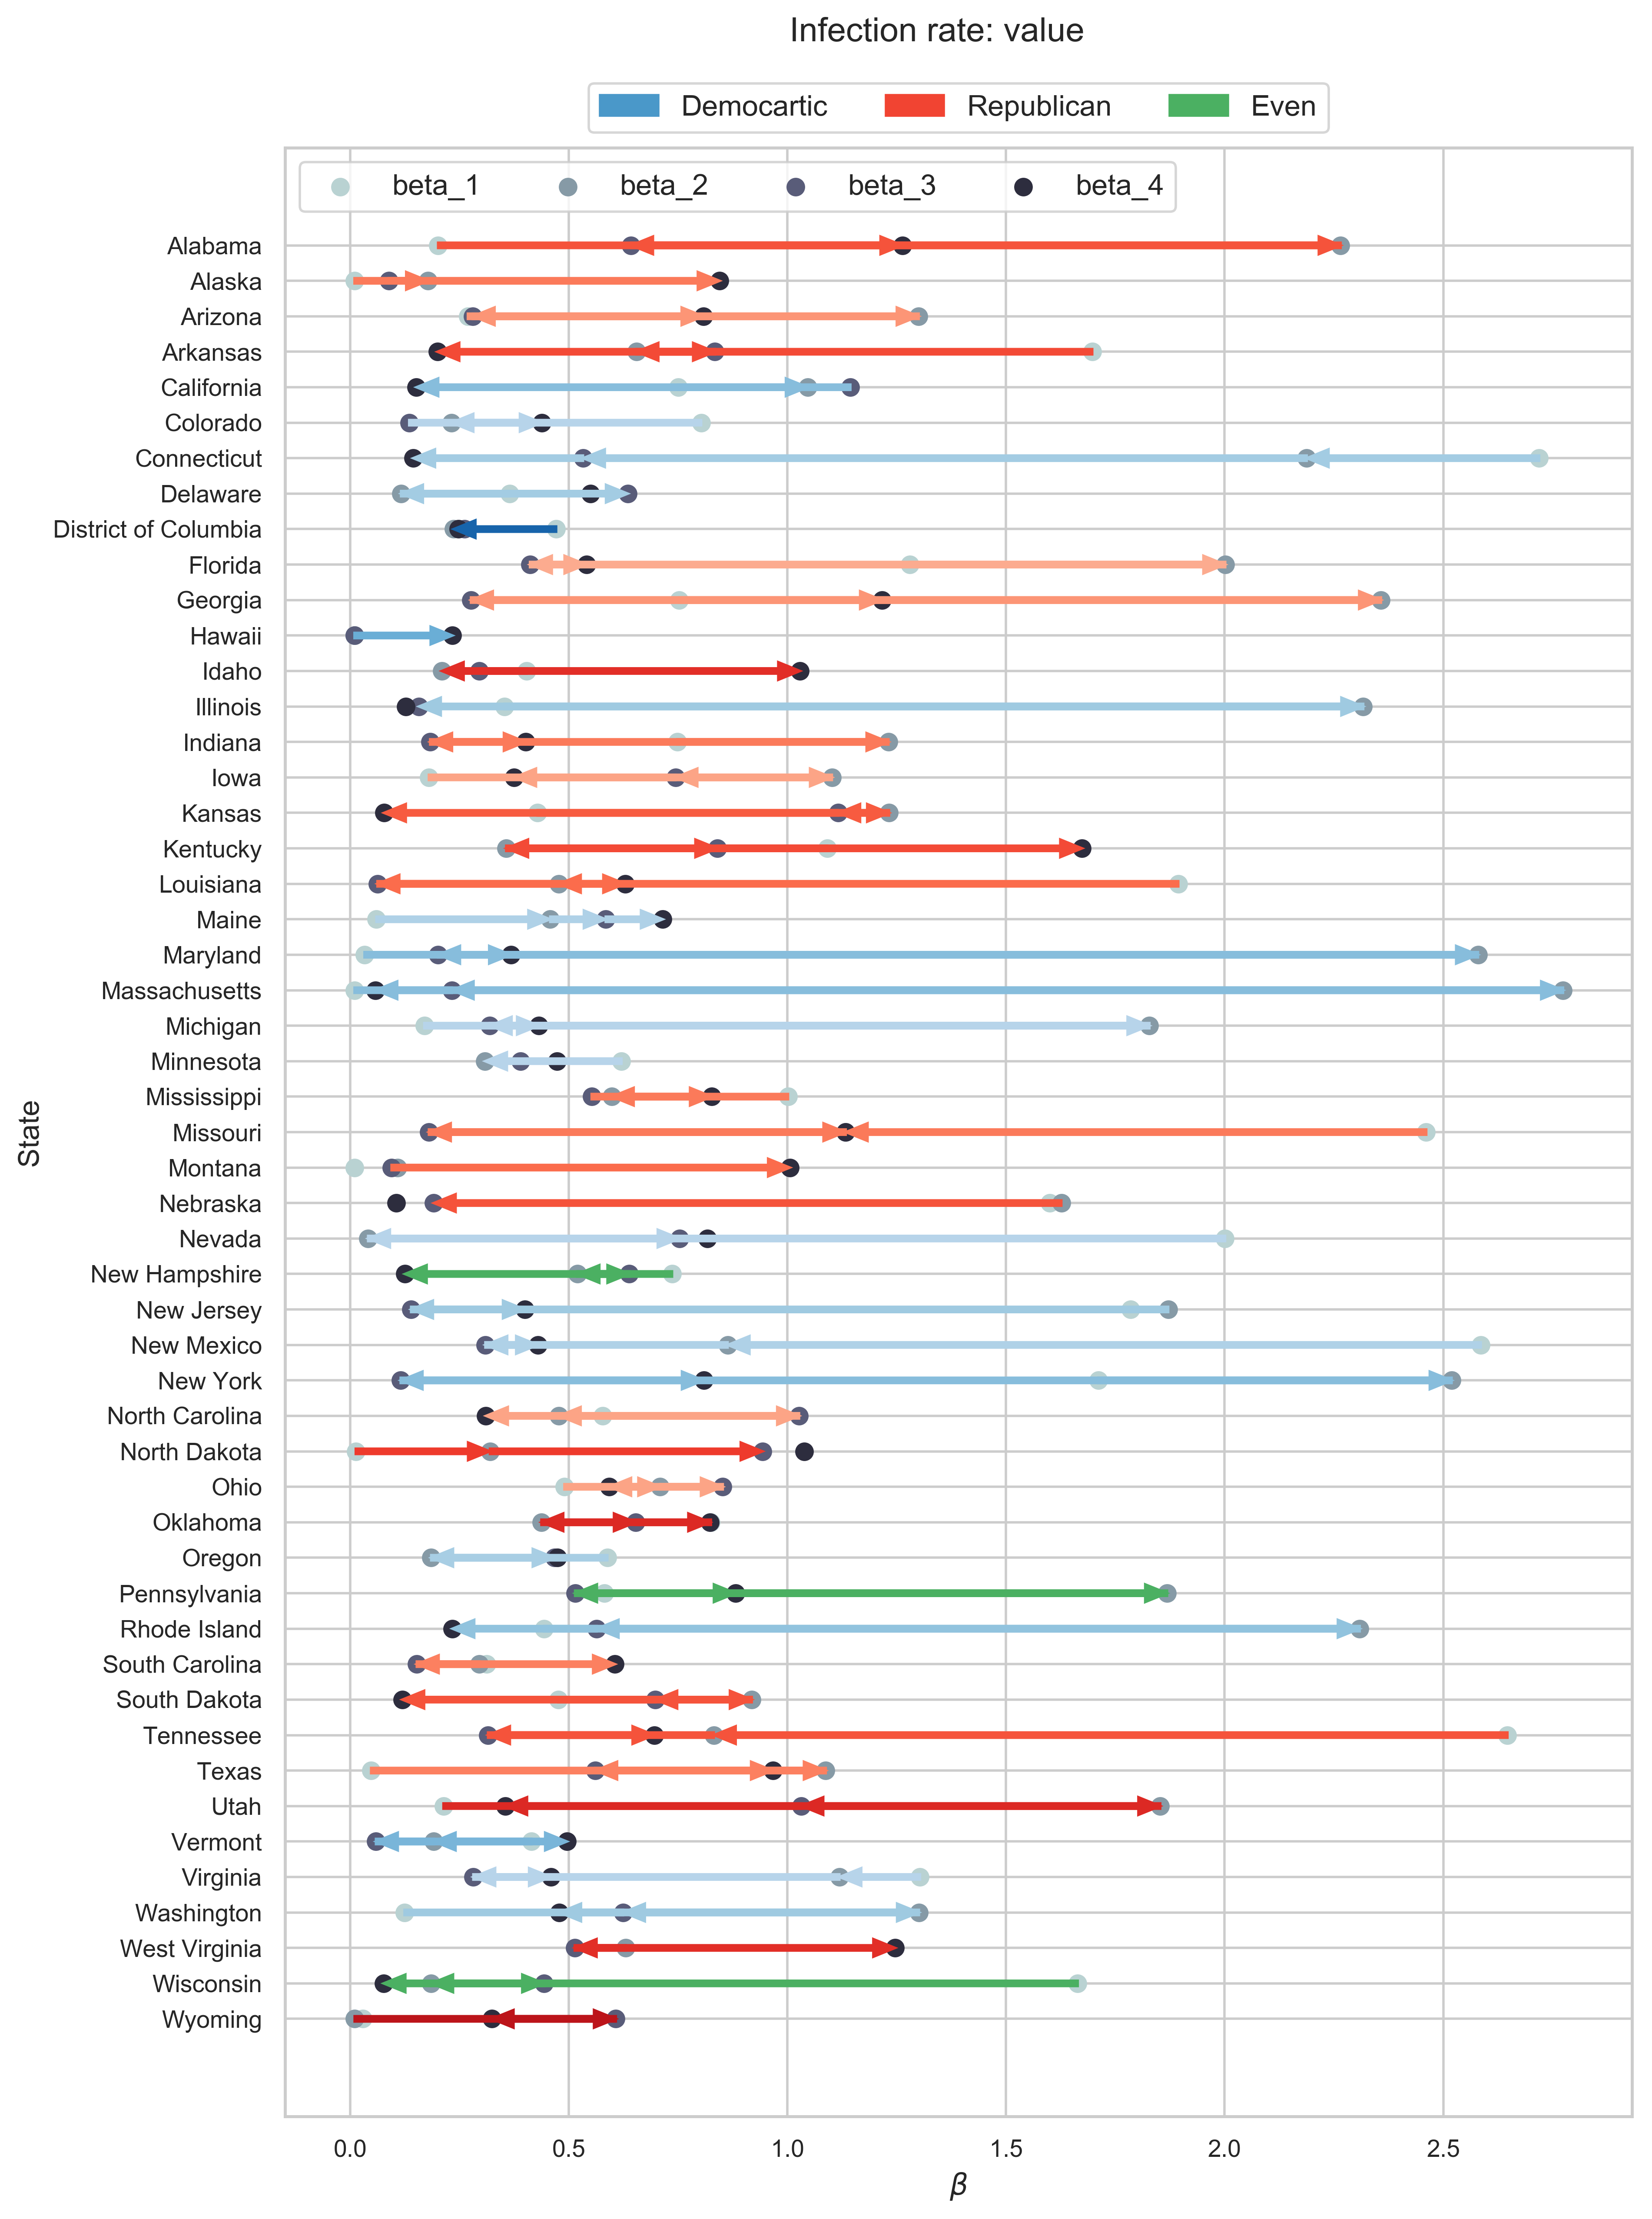 Infection rate: value
Democartic Republican Even
beta_1 beta_2 beta_3 beta_4
Alabama
Alaska
Arizona
Arkansas
California
Colorado
Connecticut
Delaware
District of Columbia
Florida
Georgia
Hawaii
Idaho
Illinois
Indiana
Iowa
Kansas
Kentucky
Louisiana
Maine
Maryland
Massachusetts
Michigan
Minnesota
Mississippi
Missouri
Montana
Nebraska
Nevada
New Hampshire
New Jersey
New Mexico
New York
North Carolina
North Dakota
Ohio
Oklahoma
Oregon
Pennsylvania
Rhode Island
South Carolina
South Dakota
Tennessee
Texas
Utah
Vermont
Virginia
Washington
West Virginia
Wisconsin
Wyoming
State
0.0 0.5 1.0 1.5 2.0 2.5
β